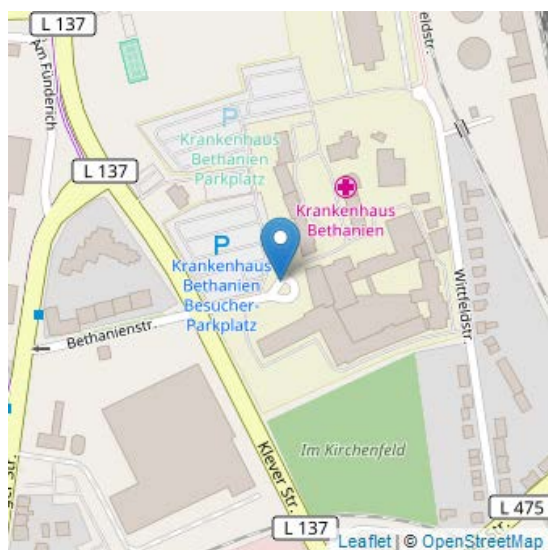 L 137
Am Fünderich
L 137
P
Krankenhaus
Bethanien
Parkplatz
P
Krankenhaus
Bethanien
Besucher-
Parkplatz
Krankenhaus
Bethanien
Wittfeldstr.
Bethanienstr.
Klever Str.
Im Kirchenfeld
L 137
L 475
Leaflet | © OpenStreetMap